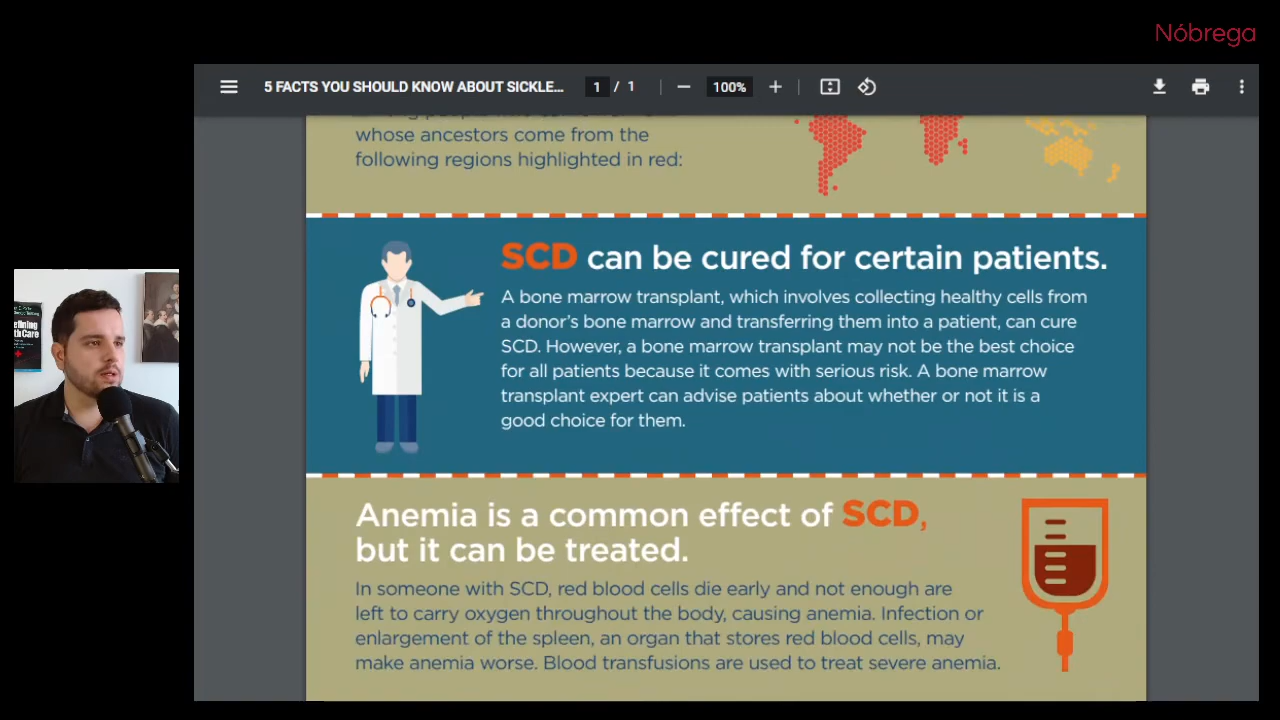 Nóbrega
5 FACTS YOU SHOULD KNOW ABOUT SICKLE...
1 / 1
100%
whose ancestors come from the
following regions highlighted in red:
SCD can be cured for certain patients.
A bone marrow transplant, which involves collecting healthy cells from
a donor's bone marrow and transferring them into a patient, can cure
SCD. However, a bone marrow transplant may not be the best choice
for all patients because it comes with serious risk. A bone marrow
transplant expert can advise patients about whether or not it is a
good choice for them.
Anemia is a common effect of SCD,
but it can be treated.
In someone with SCD, red blood cells die early and not enough are
left to carry oxygen throughout the body, causing anemia. Infection or
enlargement of the spleen, an organ that stores red blood cells, may
make anemia worse. Blood transfusions are used to treat severe anemia.